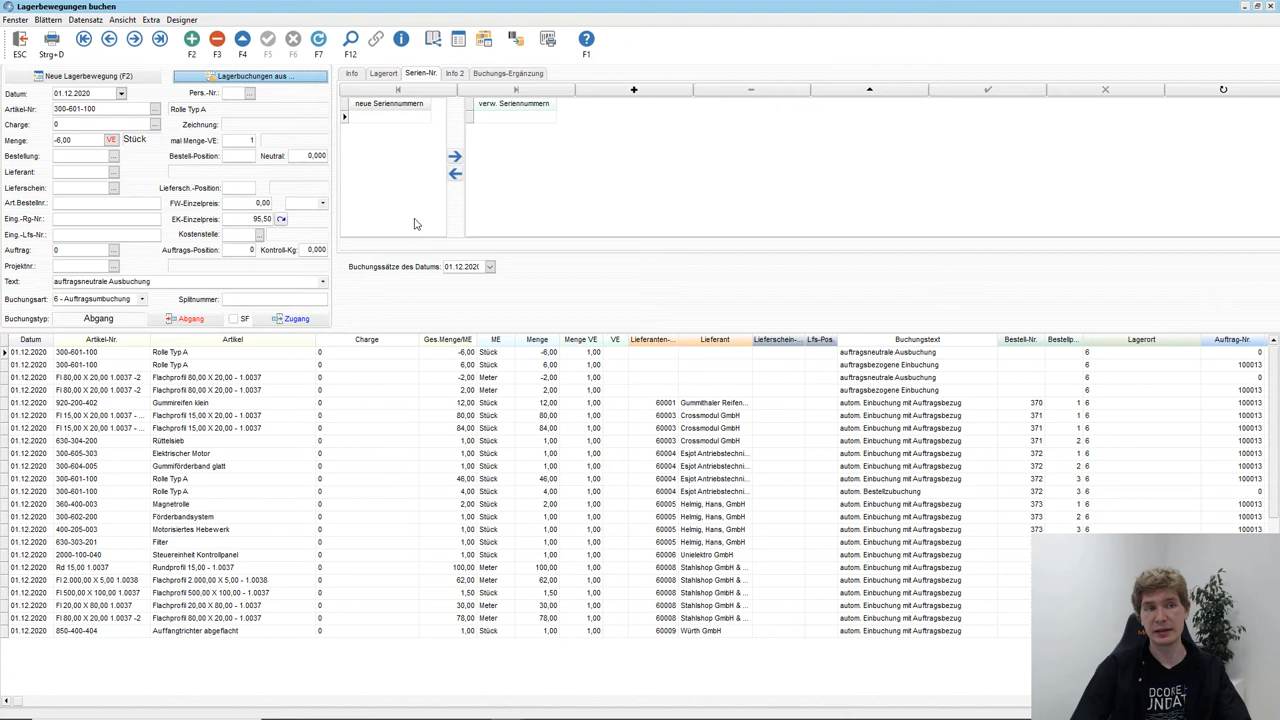 Lagerbewegungen buchen
Fenster Blättern Datensatz Ansicht Extra Designer
ESC Strg+D F2 F3 F4 F5 F6 F7 F12 F1
Neue Lagerbewegung (F2) Lagerbuchungen aus ...
Info Lagerort Serien-Nr. Info 2 Buchungs-Ergänzung
Datum: 01.12.2020 Pers.-Nr.:
Artikel-Nr: 300-601-100 Rolle Typ A
Charge: 0 Zeichnung:
Menge: -6,00 VE Stück mal Menge-VE: 1
Bestellung: Bestell-Position: Neutral: 0,000
Lieferant:
Lieferschein: Liefersch.-Position:
Art.Bestellnr.: FW-Einzelpreis: 0,00
Eing.-Rg-Nr.: EK-Einzelpreis: 95,50
Eing.-Lfs-Nr.: Kostenstelle:
Auftrag: 0 Auftrags-Position: 0 Kontroll-Kg: 0,000
Projektnr.:
Text: auftragsneutrale Ausbuchung
Buchungsart: 6 - Auftragsumbuchung Splitnummer:
Buchungstyp: Abgang Abgang SF Zugang
neue Seriennummern verw. Seriennummern
Buchungssätze des Datums: 01.12.2020
Datum Artikel-Nr. Artikel Charge Ges.Menge/ME ME Menge Menge VE VE Lieferanten-... Lieferant Lieferschein-... Lfs-Pos. Buchungstext Bestell-Nr. Bestellp... Lagerort Auftrag-Nr.
01.12.2020 300-601-100 Rolle Typ A 0 -6,00 Stück -6,00 1,00 auftragsneutrale Ausbuchung 6 0
01.12.2020 300-601-100 Rolle Typ A 0 6,00 Stück 6,00 1,00 auftragsbezogene Einbuchung 6 100013
01.12.2020 Fl 80,00 X 20,00 1.0037 -2 Flachprofil 80,00 X 20,00 - 1.0037 0 -2,00 Meter -2,00 1,00 auftragsneutrale Ausbuchung 6 0
01.12.2020 Fl 80,00 X 20,00 1.0037 -2 Flachprofil 80,00 X 20,00 - 1.0037 0 2,00 Meter 2,00 1,00 auftragsbezogene Einbuchung 6 100013
01.12.2020 920-200-402 Gummireifen klein 0 12,00 Stück 12,00 1,00 60001 Gummithaler Reifen... autom. Einbuchung mit Auftragsbezug 370 1 6 100013
01.12.2020 Fl 15,00 X 20,00 1.0037 - ... Flachprofil 15,00 X 20,00 - 1.0037 0 80,00 Stück 80,00 1,00 60003 Crossmodul GmbH autom. Einbuchung mit Auftragsbezug 371 1 6 100013
01.12.2020 Fl 15,00 X 20,00 1.0037 - ... Flachprofil 15,00 X 20,00 - 1.0037 0 84,00 Stück 84,00 1,00 60003 Crossmodul GmbH autom. Einbuchung mit Auftragsbezug 371 1 6 100013
01.12.2020 630-304-200 Rüttelsieb 0 1,00 Stück 1,00 1,00 60003 Crossmodul GmbH autom. Einbuchung mit Auftragsbezug 371 2 6 100013
01.12.2020 300-605-303 Elektrischer Motor 0 1,00 Stück 1,00 1,00 60004 Esjot Antriebstechni... autom. Einbuchung mit Auftragsbezug 372 1 6 100013
01.12.2020 300-604-005 Gummiförderband glatt 0 1,00 Stück 1,00 1,00 60004 Esjot Antriebstechni... autom. Einbuchung mit Auftragsbezug 372 2 6 100013
01.12.2020 300-601-100 Rolle Typ A 0 46,00 Stück 46,00 1,00 60004 Esjot Antriebstechni... autom. Einbuchung mit Auftragsbezug 372 3 6 100013
01.12.2020 300-601-100 Rolle Typ A 0 4,00 Stück 4,00 1,00 60004 Esjot Antriebstechni... autom. Bestellzubuchung 372 3 6 0
01.12.2020 360-400-003 Magnetrolle 0 2,00 Stück 2,00 1,00 60005 Helmig, Hans, GmbH autom. Einbuchung mit Auftragsbezug 373 1 6 100013
01.12.2020 300-602-200 Förderbandsystem 0 1,00 Stück 1,00 1,00 60005 Helmig, Hans, GmbH autom. Einbuchung mit Auftragsbezug 373 2 6 100013
01.12.2020 400-205-003 Motorisiertes Hebewerk 0 1,00 Stück 1,00 1,00 60005 Helmig, Hans, GmbH autom. Einbuchung mit Auftragsbezug 373 3 6 100013
01.12.2020 630-303-201 Filter 0 1,00 Stück 1,00 1,00 60005 Helmig, Hans, GmbH autom. Einbuchung mit Auftragsbezug
01.12.2020 2000-100-040 Steuereinheit Kontrollpanel 0 1,00 Stück 1,00 1,00 60006 Unielektro GmbH autom. Einbuchung mit Auftragsbezug
01.12.2020 Rd 15,00 1.0037 Rundprofil 15,00 - 1.0037 0 100,00 Meter 100,00 1,00 60008 Stahlshop GmbH & ... autom. Einbuchung mit Auftragsbezug
01.12.2020 Fl 2.000,00 X 5,00 1.0037 Flachprofil 2.000,00 X 5,00 - 1.0037 0 62,00 Meter 62,00 1,00 60008 Stahlshop GmbH & ... autom. Einbuchung mit Auftragsbezug
01.12.2020 Fl 500,00 X 100,00 1.0037 Flachprofil 500,00 X 100,00 - 1.0037 0 1,50 Meter 1,50 1,00 60008 Stahlshop GmbH & ... autom. Einbuchung mit Auftragsbezug
01.12.2020 Fl 20,00 X 80,00 1.0037 Flachprofil 20,00 X 80,00 - 1.0037 0 30,00 Meter 30,00 1,00 60008 Stahlshop GmbH & ... autom. Einbuchung mit Auftragsbezug
01.12.2020 Fl 80,00 X 20,00 1.0037 -2 Flachprofil 80,00 X 20,00 - 1.0037 0 78,00 Meter 78,00 1,00 60008 Stahlshop GmbH & ... autom. Einbuchung mit Auftragsbezug
01.12.2020 850-400-404 Auffangtrichter abgeflacht 0 1,00 Stück 1,00 1,00 60009 Würth GmbH autom. Einbuchung mit Auftragsbezug
DCORE
UNDAT